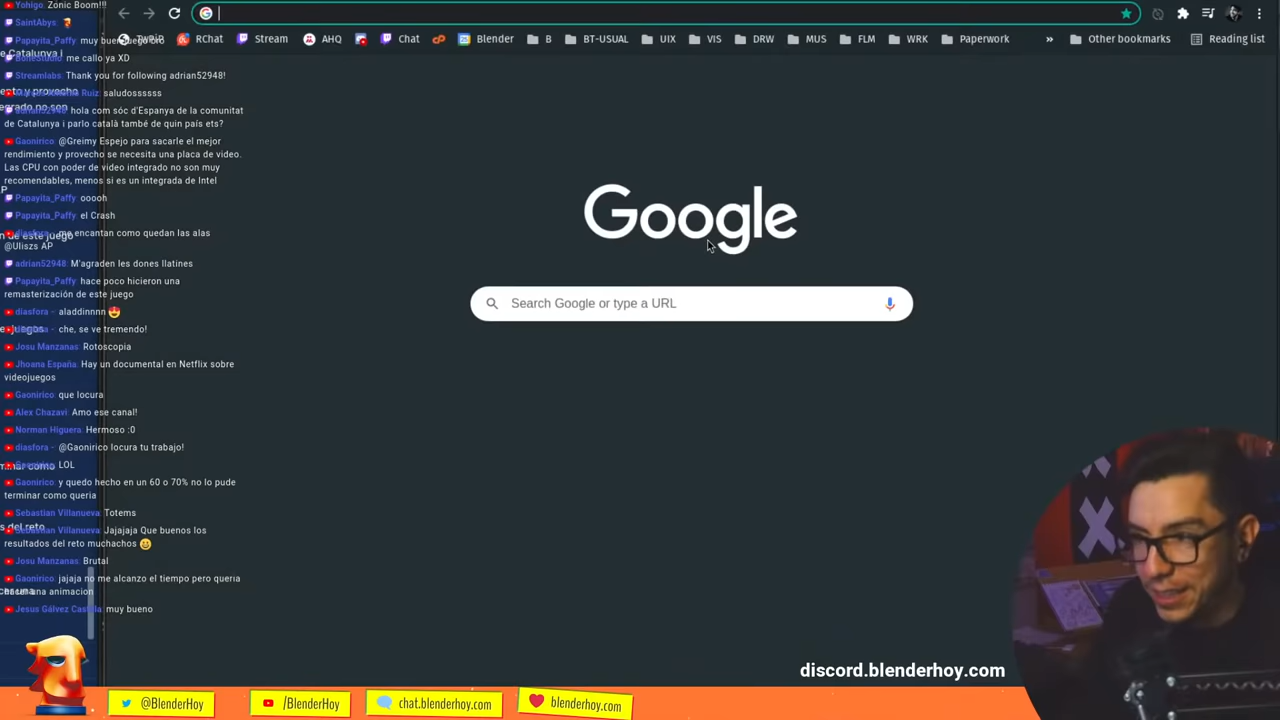 Yohigo: Zonic Boom!!!
SaintAbys:
Papayita_Paffy: muy buen juego bro
me callo ya XD
Streamlabs: Thank you for following adrian52948!
saludossssss
adrian52948: hola com sóc d'Espanya de la comunitat
de Catalunya i parlo català també de quin país ets?
Gaonirico: @Greimy Espejo para sacarle el mejor
rendimiento y provecho se necesita una placa de video.
Las CPU con poder de video integrado no son muy
recomendables, menos si es un integrada de Intel
Papayita_Paffy: ooooh
Papayita_Paffy: el Crash
diasfora -: me encantan como quedan las alas
@Uliszs AP
adrian52948: M'agraden les dones llatines
Papayita_Paffy: hace poco hicieron una
remasterización de este juego
diasfora -: aladdinnnn 😍
diasfora -: che, se ve tremendo!
Josu Manzanas: Rotoscopia
Jhoana España: Hay un documental en Netflix sobre
videojuegos
Gaonirico: que locura
Alex Chazavi: Amo ese canal!
Norman Higuera: Hermoso :0
diasfora -: @Gaonirico locura tu trabajo!
Gaonirico: LOL
Gaonirico: y quedo hecho en un 60 o 70% no lo pude
terminar como queria
Sebastian Villanueva: Totems
Sebastian Villanueva: Jajajaja Que buenos los
resultados del reto muchachos 😄
Josu Manzanas: Brutal
Gaonirico: jajaja no me alcanzo el tiempo pero queria
hacer una animacion
Jesus Gálvez Castilla: muy bueno
RChat Stream AHQ Chat Blender B BT-USUAL UIX VIS DRW MUS FLM WRK Paperwork » Other bookmarks Reading list
Google
Search Google or type a URL
discord.blenderhoy.com
@BlenderHoy /BlenderHoy chat.blenderhoy.com blenderhoy.com